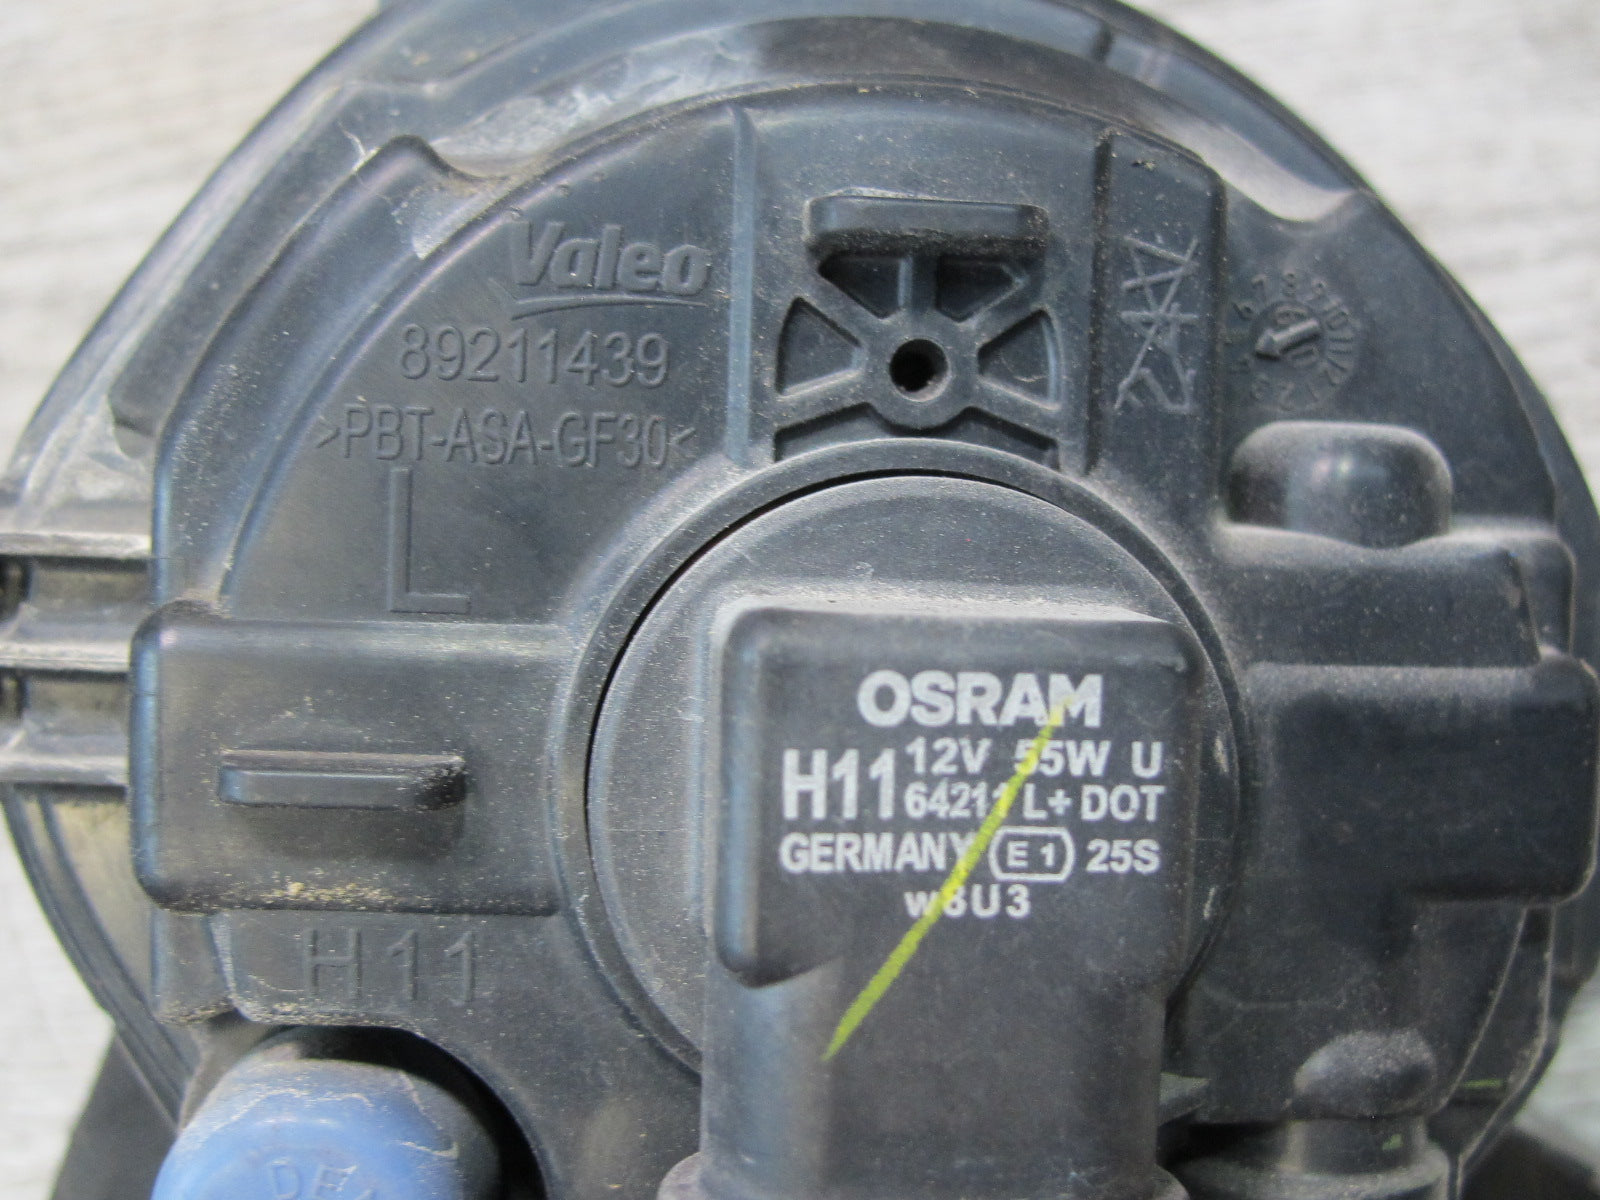 Valeo
89211439
>PBT-ASA-GF30<
L
OSRAM
H11 12V 55W U
64211 L+ DOT
GERMANY E1 25S
w8U3
H11